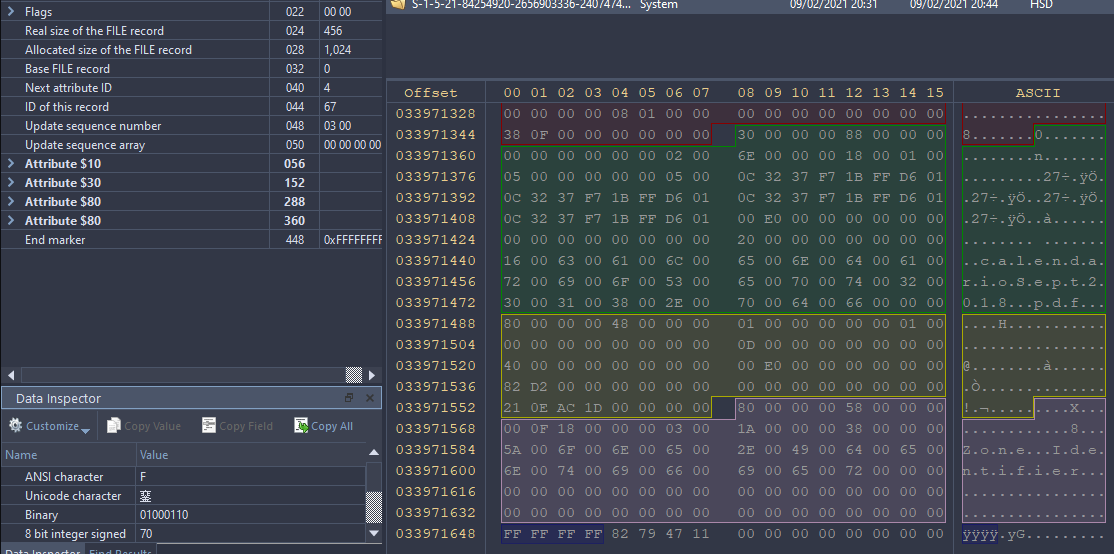 S-1-5-21-84254920-2656903336-2407474... System 09/02/2021 20:31 09/02/2021 20:44 HSD
Flags 022 00 00
Real size of the FILE record 024 456
Allocated size of the FILE record 028 1,024
Base FILE record 032 0
Next attribute ID 040 4
ID of this record 044 67
Update sequence number 048 03 00
Update sequence array 050 00 00 00 00
Attribute $10 056
Attribute $30 152
Attribute $80 288
Attribute $80 360
End marker 448 0xFFFFFFFF
Data Inspector
Customize Copy Value Copy Field Copy All
Name Value
ANSI character F
Unicode character
Binary 01000110
8 bit integer signed 70
Data Inspector Find Results
Offset 00 01 02 03 04 05 06 07 08 09 10 11 12 13 14 15 ASCII
033971328 00 00 00 00 08 01 00 00 00 00 00 00 00 00 00 00 ................
033971344 38 0F 00 00 00 00 00 00 30 00 00 00 88 00 00 00 8.......0.......
033971360 00 00 00 00 00 00 02 00 6E 00 00 00 18 00 01 00 ........n.......
033971376 05 00 00 00 00 00 05 00 0C 32 37 F7 1B FF D6 01 .........27÷.ÿÖ.
033971392 0C 32 37 F7 1B FF D6 01 0C 32 37 F7 1B FF D6 01 .27÷.ÿÖ..27÷.ÿÖ.
033971408 0C 32 37 F7 1B FF D6 01 00 E0 00 00 00 00 00 00 .27÷.ÿÖ..à......
033971424 00 00 00 00 00 00 00 00 20 00 00 00 00 00 00 00 ........ .......
033971440 16 00 63 00 61 00 6C 00 65 00 6E 00 64 00 61 00 ..c.a.l.e.n.d.a.
033971456 72 00 69 00 6F 00 53 00 65 00 70 00 74 00 32 00 r.i.o.S.e.p.t.2.
033971472 30 00 31 00 38 00 2E 00 70 00 64 00 66 00 00 00 0.1.8...p.d.f...
033971488 80 00 00 00 48 00 00 00 01 00 00 00 00 00 01 00 ....H...........
033971504 00 00 00 00 00 00 00 00 0D 00 00 00 00 00 00 00 ................
033971520 40 00 00 00 00 00 00 00 00 E0 00 00 00 00 00 00 @........à......
033971536 82 D2 00 00 00 00 00 00 00 00 00 00 00 00 00 00 .Ò..............
033971552 21 0E AC 1D 00 00 00 00 80 00 00 00 58 00 00 00 !.¬.........X...
033971568 00 0F 18 00 00 00 03 00 1A 00 00 00 38 00 00 00 ............8...
033971584 5A 00 6F 00 6E 00 65 00 2E 00 49 00 64 00 65 00 Z.o.n.e...I.d.e.
033971600 6E 00 74 00 69 00 66 00 69 00 65 00 72 00 00 00 n.t.i.f.i.e.r...
033971616 00 00 00 00 00 00 00 00 00 00 00 00 00 00 00 00 ................
033971632 00 00 00 00 00 00 00 00 00 00 00 00 00 00 00 00 ................
033971648 FF FF FF FF 82 79 47 11 00 00 00 00 00 00 00 00 ÿÿÿÿ.yG.........